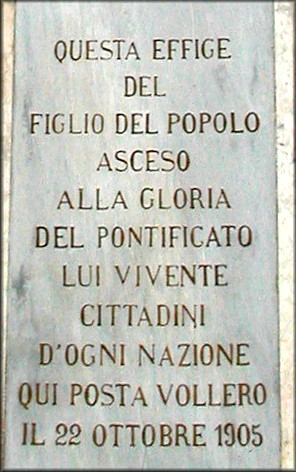 QUESTA EFFIGE
DEL
FIGLIO DEL POPOLO
ASCESO
ALLA GLORIA
DEL PONTIFICATO
LUI VIVENTE
CITTADINI
D'OGNI NAZIONE
QUI POSTA VOLLERO
IL 22 OTTOBRE 1905